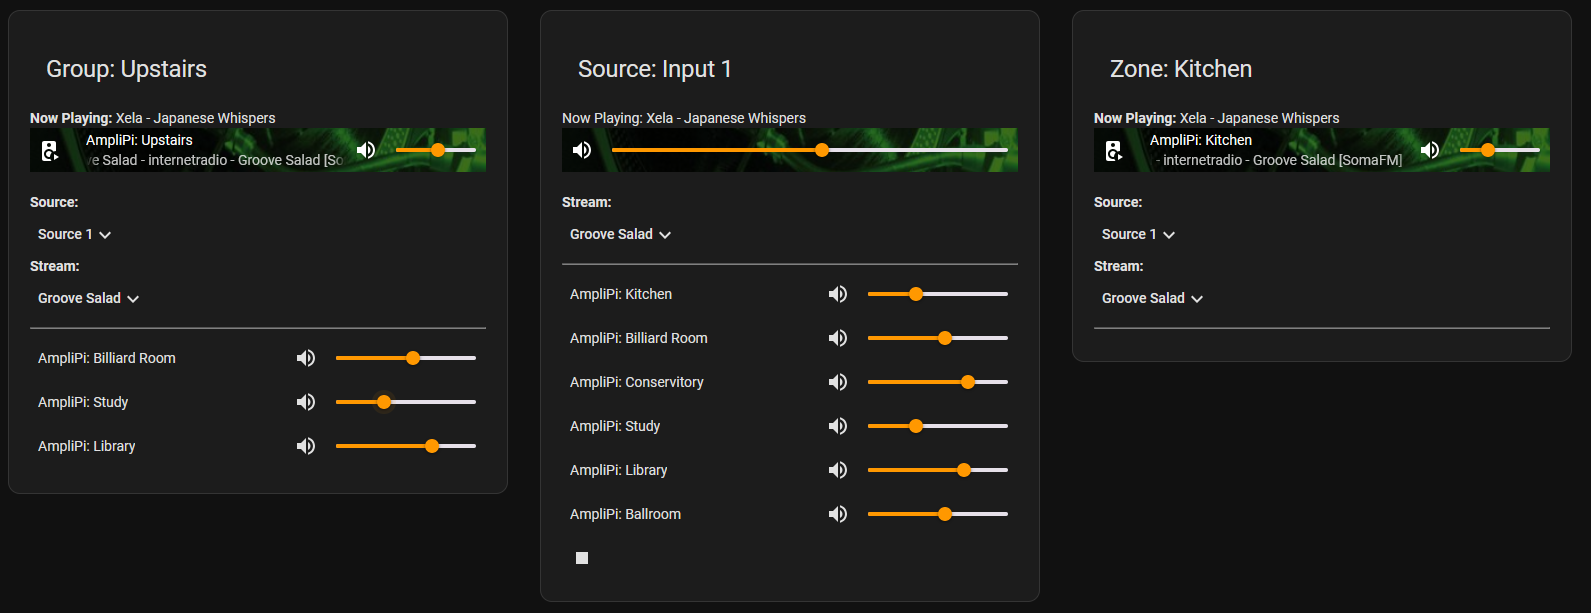 Group: Upstairs
Now Playing: Xela - Japanese Whispers
AmpliPi: Upstairs
Salad - internetradio - Groove Salad [So
Source:
Source 1
Stream:
Groove Salad
AmpliPi: Billiard Room
AmpliPi: Study
AmpliPi: Library
Source: Input 1
Now Playing: Xela - Japanese Whispers
Stream:
Groove Salad
AmpliPi: Kitchen
AmpliPi: Billiard Room
AmpliPi: Conservitory
AmpliPi: Study
AmpliPi: Library
AmpliPi: Ballroom
Zone: Kitchen
Now Playing: Xela - Japanese Whispers
AmpliPi: Kitchen
- internetradio - Groove Salad [SomaFM]
Source:
Source 1
Stream:
Groove Salad